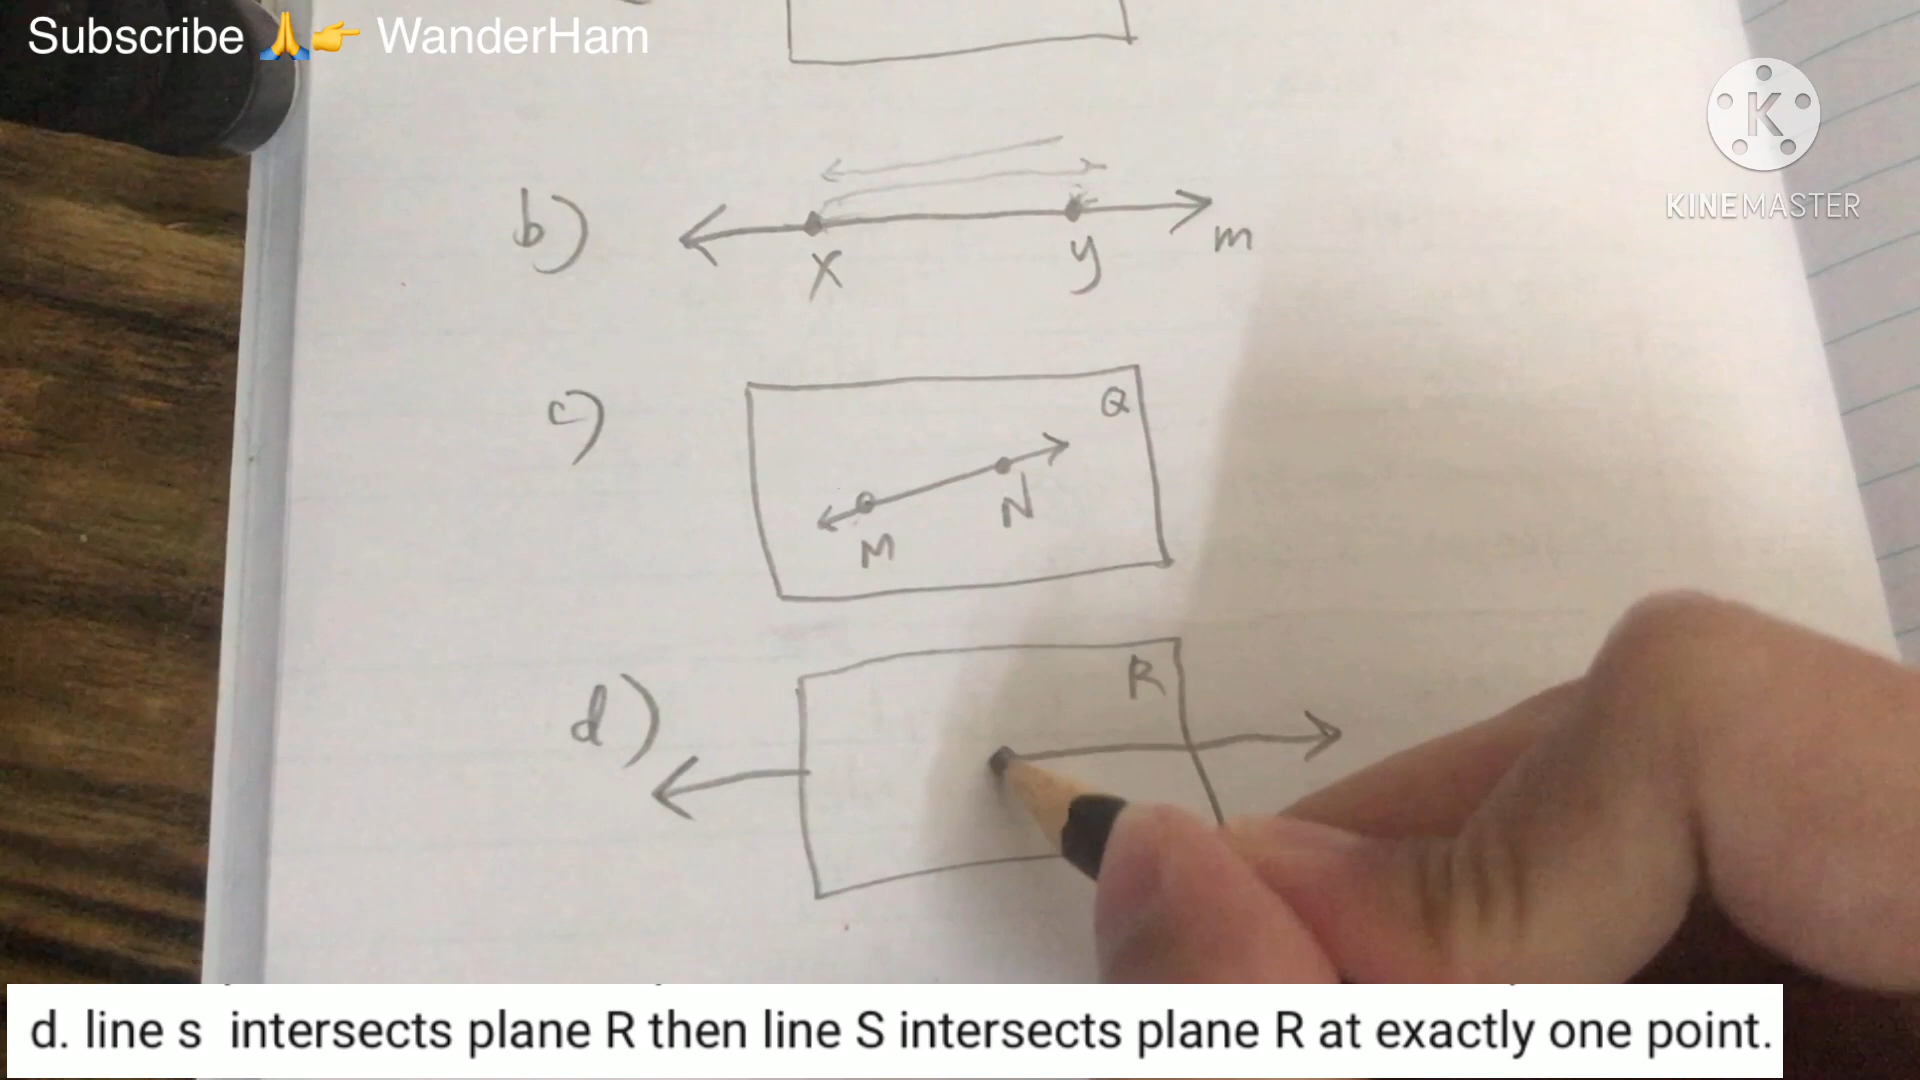 Subscribe 🙏👉 WanderHam
K
KINEMASTER
b)
x y m
c)
Q
M N
d)
R
d. line s intersects plane R then line S intersects plane R at exactly one point.